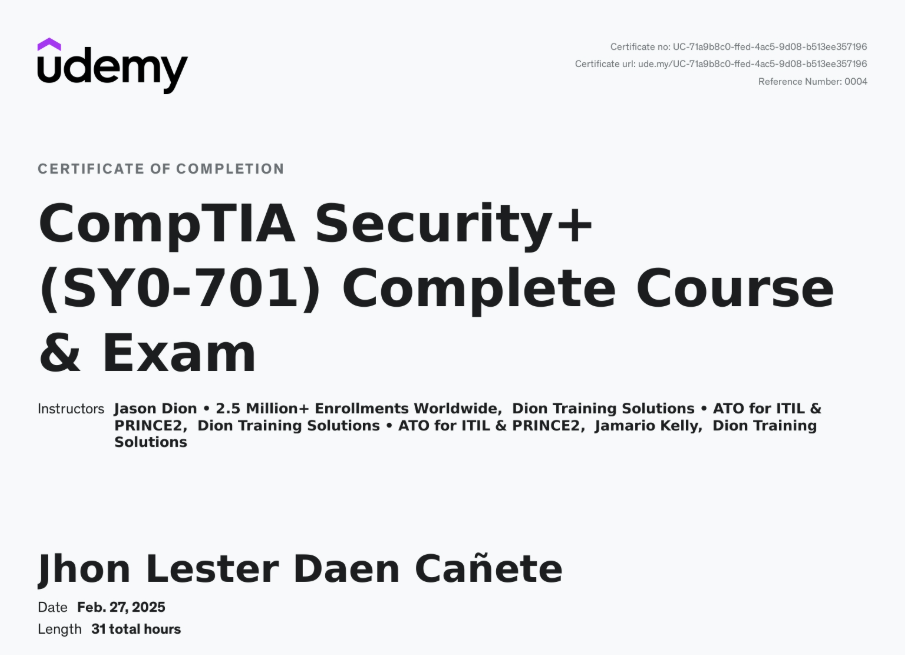 udemy
Certificate no: UC-71a9b8c0-ffed-4ac5-9d08-b513ee357196
Certificate url: ude.my/UC-71a9b8c0-ffed-4ac5-9d08-b513ee357196
Reference Number: 0004
CERTIFICATE OF COMPLETION
CompTIA Security+
(SY0-701) Complete Course
& Exam
Instructors Jason Dion • 2.5 Million+ Enrollments Worldwide, Dion Training Solutions • ATO for ITIL &
PRINCE2, Dion Training Solutions • ATO for ITIL & PRINCE2, Jamario Kelly, Dion Training
Solutions
Jhon Lester Daen Cañete
Date Feb. 27, 2025
Length 31 total hours